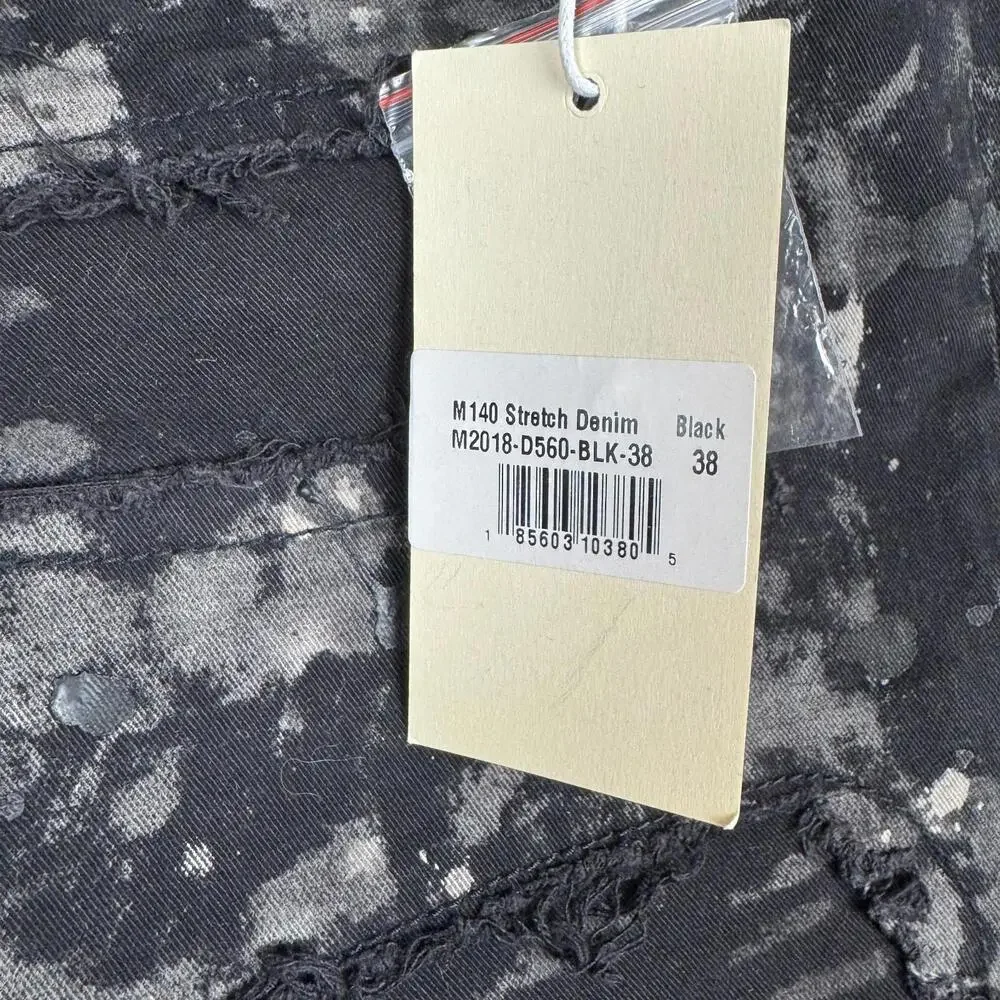 M140 Stretch Denim Black
M2018-D560-BLK-38 38
1 85603 10380 5